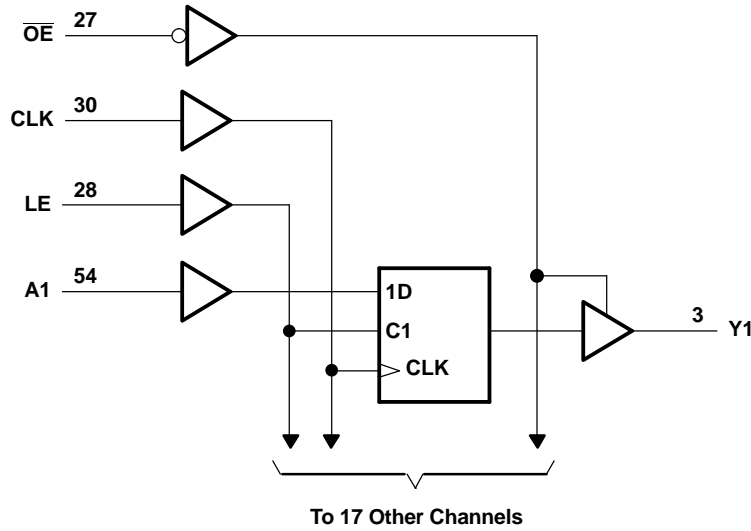 OE 27
CLK 30
LE 28
A1 54
1D
C1
CLK
3 Y1
To 17 Other Channels